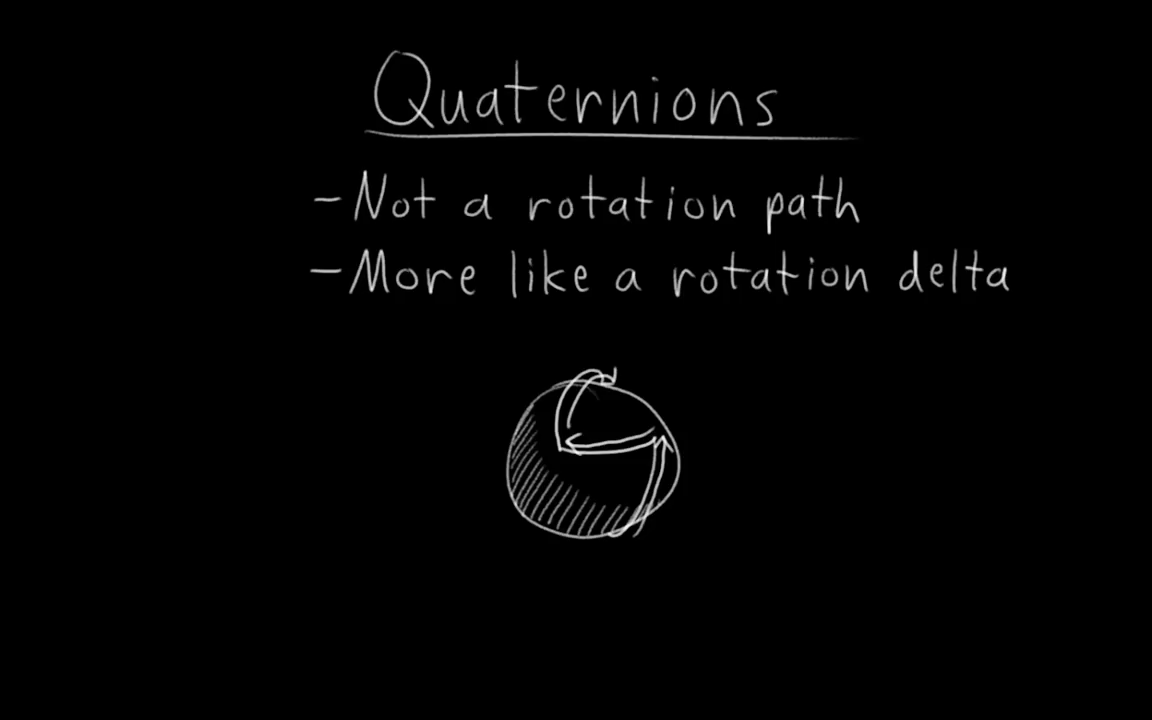 Quaternions
- Not a rotation path
- More like a rotation delta